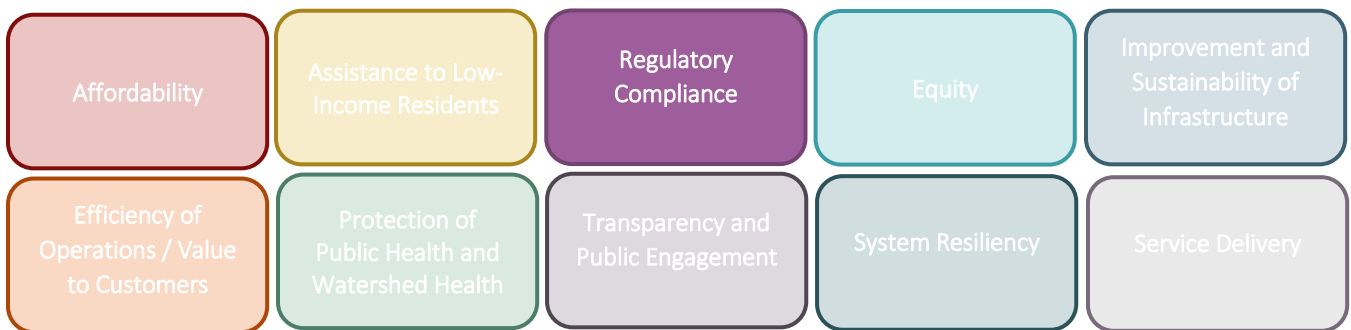 Affordability
Assistance to Low-
Income Residents
Regulatory
Compliance
Equity
Improvement and
Sustainability of
Infrastructure
Efficiency of
Operations / Value
to Customers
Protection of
Public Health and
Watershed Health
Transparency and
Public Engagement
System Resiliency
Service Delivery